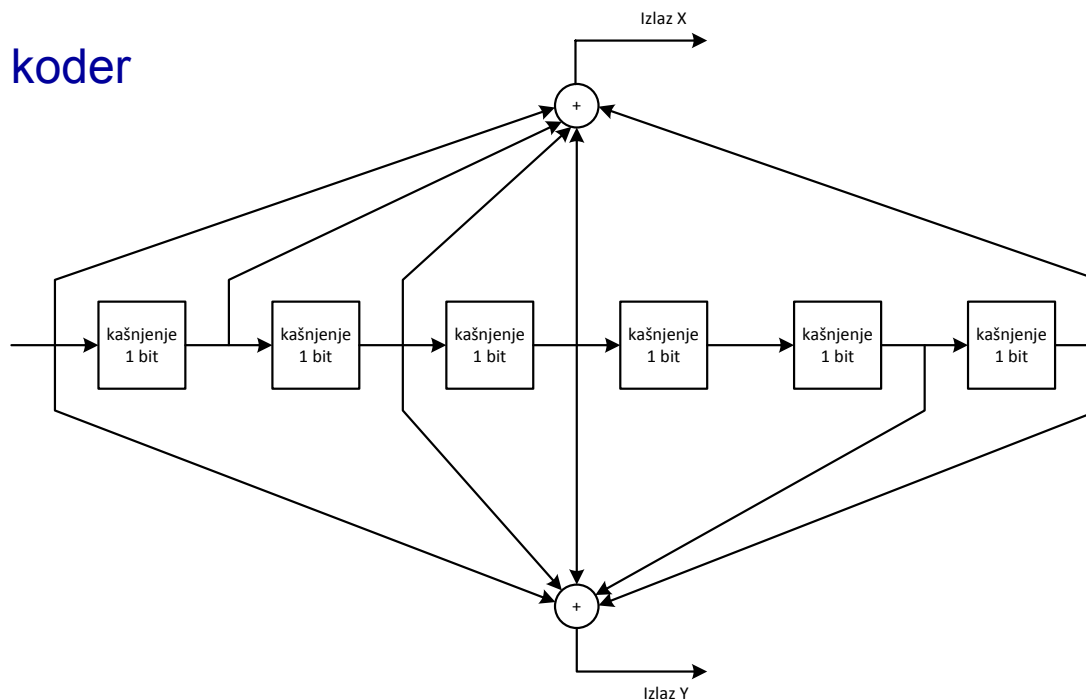 Izlaz X
koder
+
kašnjenje
1 bit
kašnjenje
1 bit
kašnjenje
1 bit
kašnjenje
1 bit
kašnjenje
1 bit
kašnjenje
1 bit
+
Izlaz Y